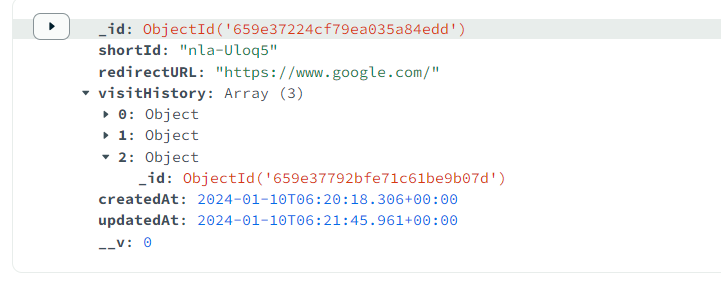 _id: ObjectId('659e37224cf79ea035a84edd')
shortId: "nla-Uloq5"
redirectURL: "https://www.google.com/"
visitHistory: Array (3)
0: Object
1: Object
2: Object
_id: ObjectId('659e37792bfe71c61be9b07d')
createdAt: 2024-01-10T06:20:18.306+00:00
updatedAt: 2024-01-10T06:21:45.961+00:00
__v: 0